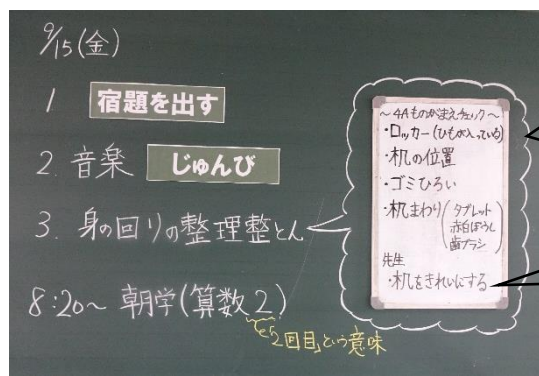 9/15(金)
1 宿題を出す
2. 音楽 じゅんび
3. 身の回りの整理整とん
8:20～ 朝学(算数2)
「2回目」という意味
～4Aものがまえチェック～
・ロッカー(ひもが入っている)
・机の位置
・ゴミひろい
・机まわり(タブレット
赤白ぼうし
歯ブラシ)
先生
・机をきれいにする